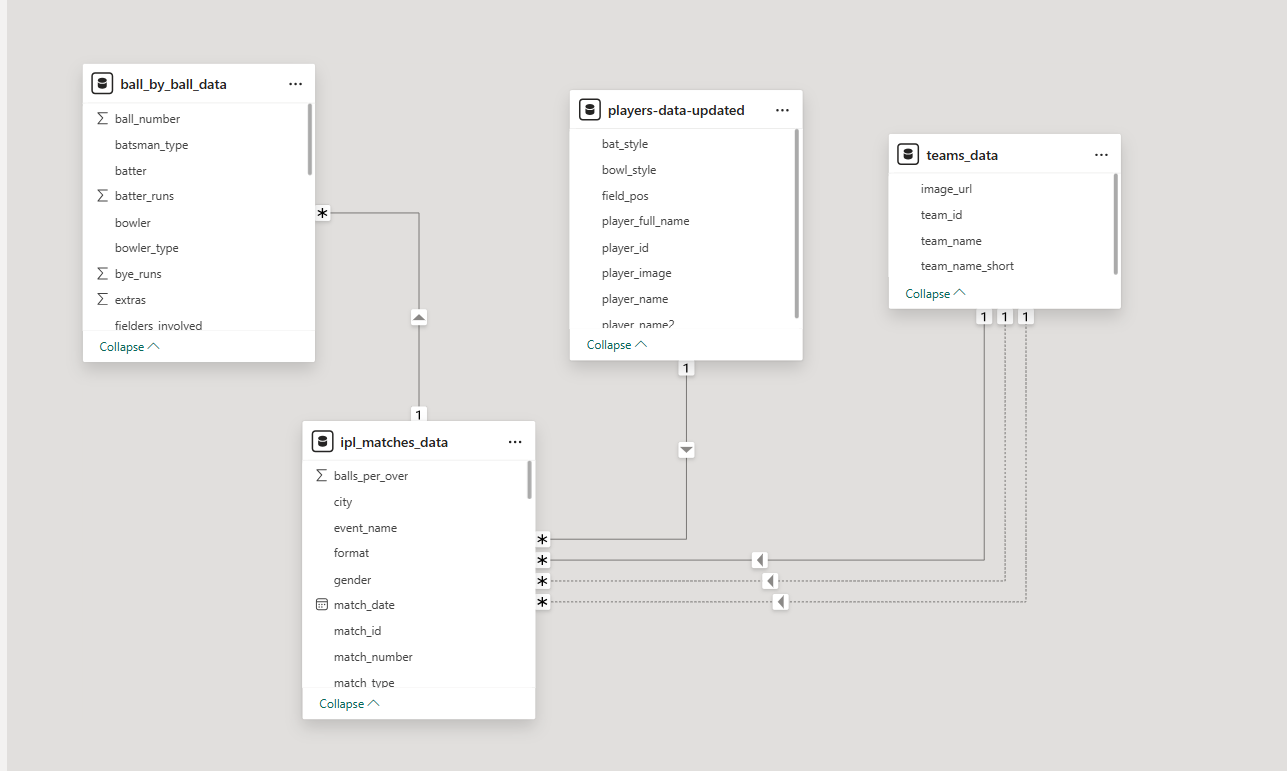 ball_by_ball_data
ball_number
batsman_type
batter
batter_runs
bowler
bowler_type
bye_runs
extras
fielders_involved
Collapse
players-data-updated
bat_style
bowl_style
field_pos
player_full_name
player_id
player_image
player_name
player_name2
Collapse
teams_data
image_url
team_id
team_name
team_name_short
Collapse
*
1
1
1 1 1
ipl_matches_data
balls_per_over
city
event_name
format
gender
match_date
match_id
match_number
match_type
Collapse
*
*
*
*